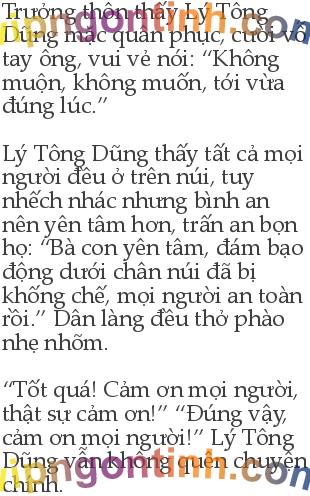 Trưởng thôn thấy Lý Tông
Dũng mặc quân phục, cười vỗ
tay ông, vui vẻ nói: “Không
muộn, không muốn, tới vừa
đúng lúc.”
Lý Tông Dũng thấy tất cả mọi
người đều ở trên núi, tuy
nhếch nhác nhưng bình an
nên yên tâm hơn, trấn an bọn
họ: “Bà con yên tâm, đám bạo
động dưới chân núi đã bị
khống chế, mọi người an toàn
rồi.” Dân làng đều thở phào
nhẹ nhõm.
“Tốt quá! Cảm ơn mọi người,
thật sự cảm ơn!” “Đúng vậy,
cảm ơn mọi người!” Lý Tông
Dũng vẫn không quên chuyện
chính.